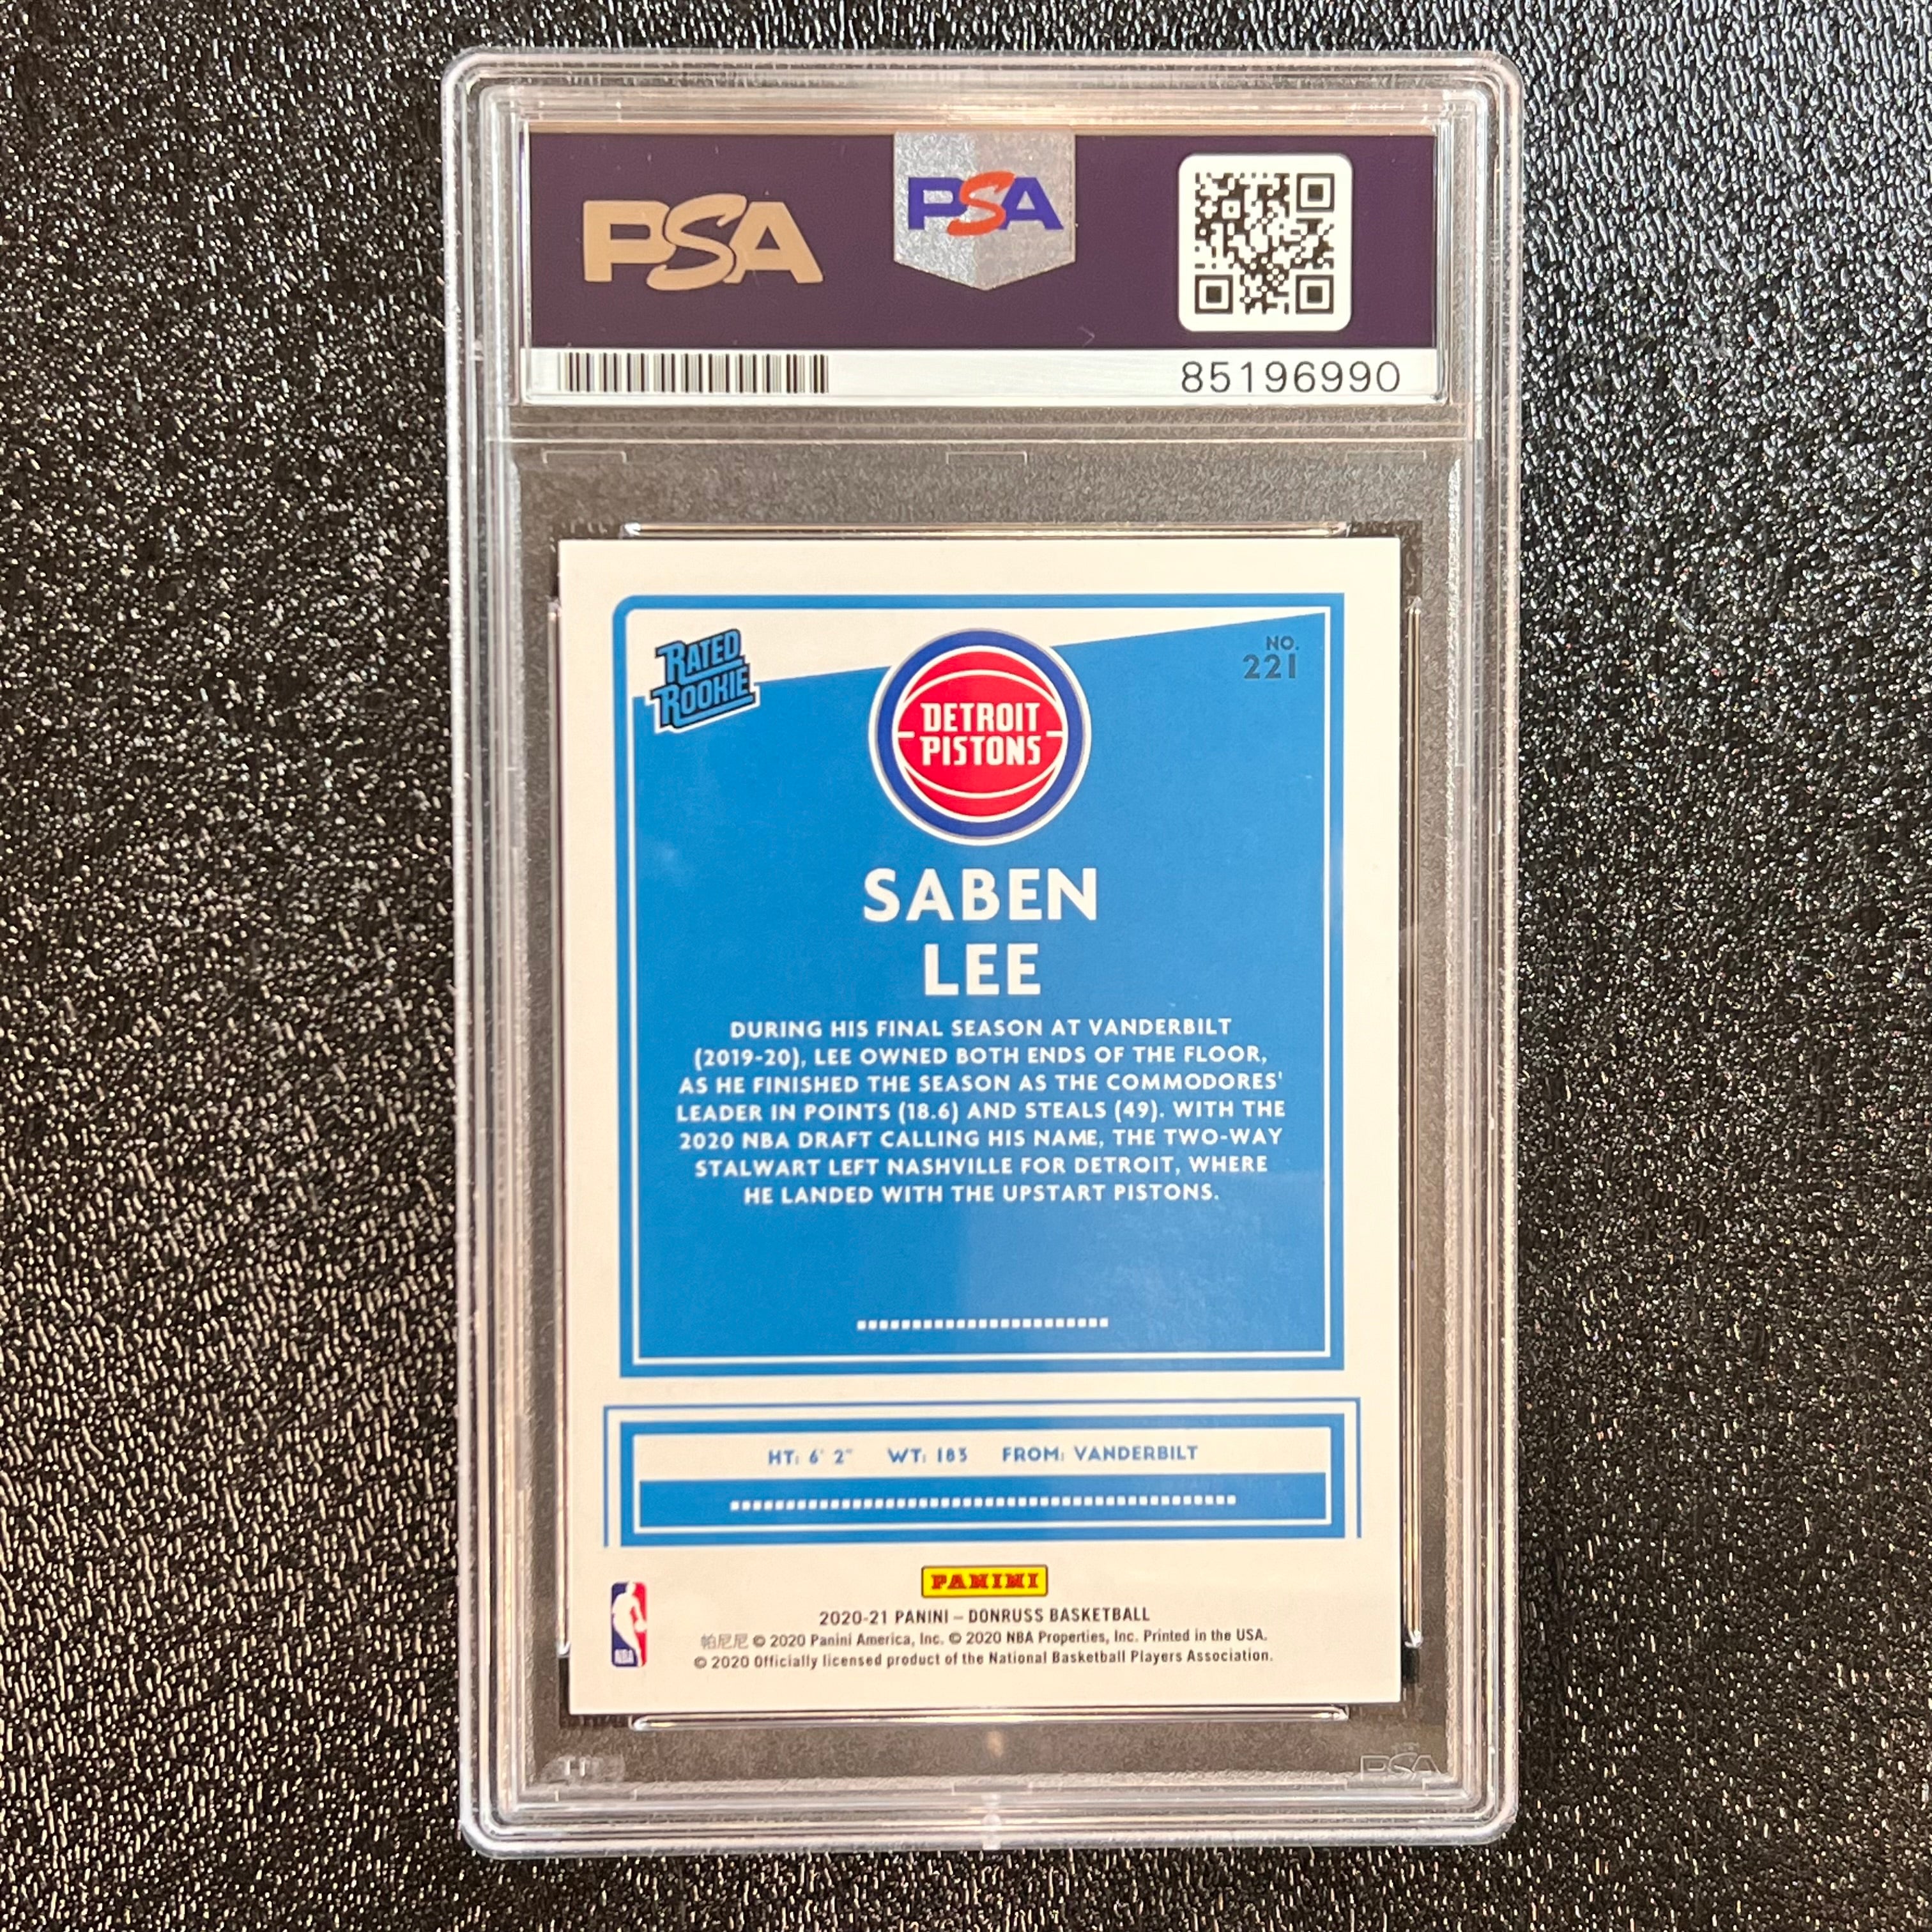 PSA
PSA
85196990
RATED
ROOKIE
NO.
221
DETROIT
PISTONS
SABEN
LEE
DURING HIS FINAL SEASON AT VANDERBILT
(2019-20), LEE OWNED BOTH ENDS OF THE FLOOR,
AS HE FINISHED THE SEASON AS THE COMMODORES'
LEADER IN POINTS (18.6) AND STEALS (49). WITH THE
2020 NBA DRAFT CALLING HIS NAME, THE TWO-WAY
STALWART LEFT NASHVILLE FOR DETROIT, WHERE
HE LANDED WITH THE UPSTART PISTONS.
HT: 6' 2" WT: 183 FROM: VANDERBILT
PANINI
NBA
2020-21 PANINI – DONRUSS BASKETBALL
帕尼尼 © 2020 Panini America, Inc. © 2020 NBA Properties, Inc. Printed in the USA.
© 2020 Officially licensed product of the National Basketball Players Association.
PSA